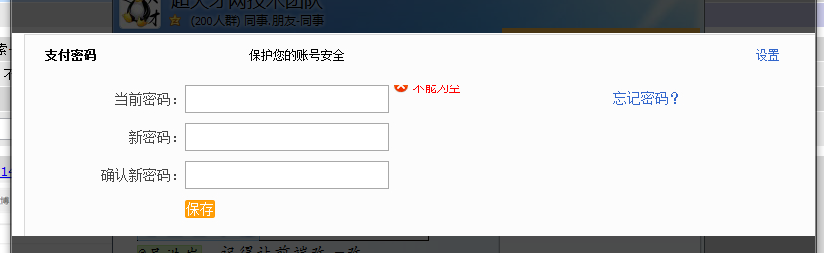 超人才网技术团队
(200人群) 同事.朋友-同事
支付密码 保护您的账号安全 设置
当前密码： 不能为空 忘记密码？
新密码：
确认新密码：
保存